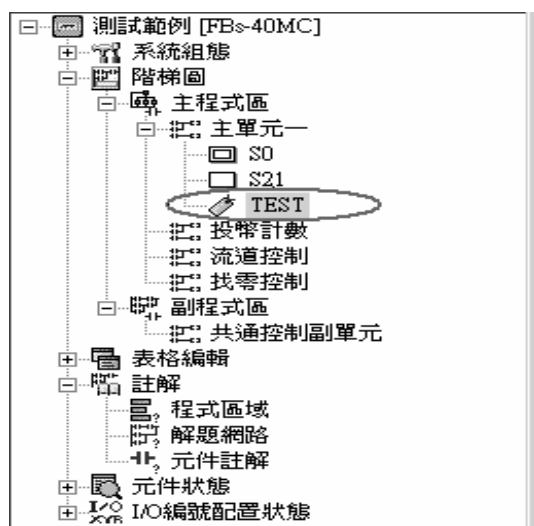 測試範例 [FBs-40MC]
系統組態
階梯圖
主程式區
主單元一
S0
S21
TEST
投幣計數
流道控制
找零控制
副程式區
共通控制副單元
表格編輯
註解
程式區域
解題網路
元件註解
元件狀態
I/O編號配置狀態